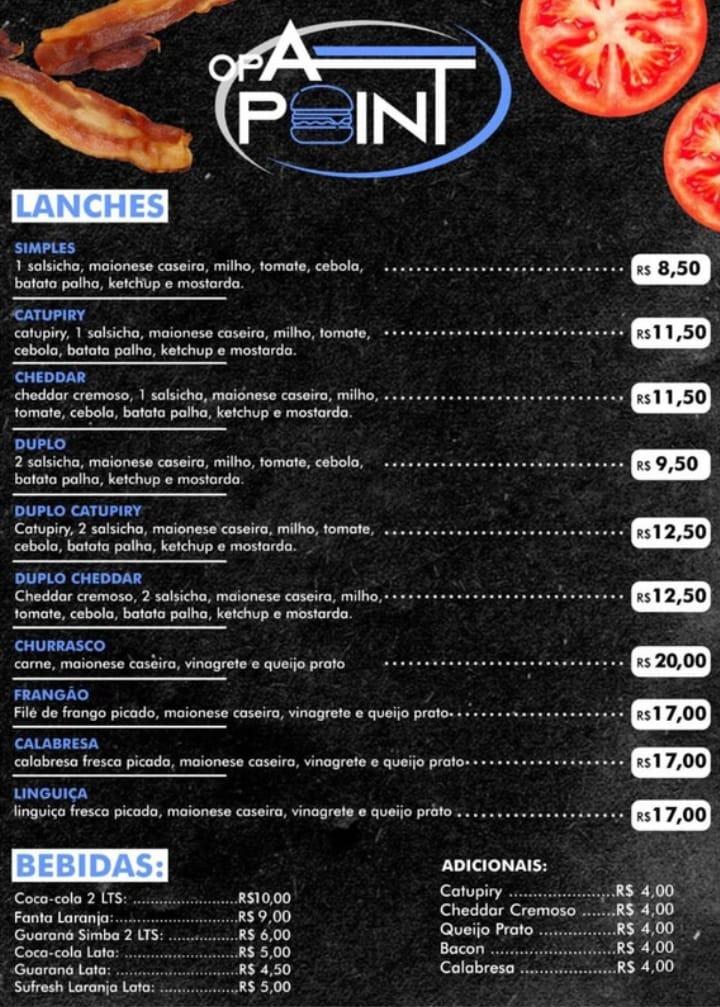 OPA
POINT
LANCHES
SIMPLES
1 salsicha, maionese caseira, milho, tomate, cebola,
batata palha, ketchup e mostarda.
R$ 8,50
CATUPIRY
catupiry, 1 salsicha, maionese caseira, milho, tomate,
cebola, batata palha, ketchup e mostarda.
R$11,50
CHEDDAR
cheddar cremoso, 1 salsicha, maionese caseira, milho,
tomate, cebola, batata palha, ketchup e mostarda.
R$11,50
DUPLO
2 salsicha, maionese caseira, milho, tomate, cebola,
batata palha, ketchup e mostarda.
R$ 9,50
DUPLO CATUPIRY
Catupiry, 2 salsicha, maionese caseira, milho, tomate,
cebola, batata palha, ketchup e mostarda.
R$12,50
DUPLO CHEDDAR
Cheddar cremoso, 2 salsicha, maionese caseira, milho,
tomate, cebola, batata palha, ketchup e mostarda.
R$12,50
CHURRASCO
carne, maionese caseira, vinagrete e queijo prato
R$ 20,00
FRANGÃO
Filé de frango picado, maionese caseira, vinagrete e queijo prato
R$17,00
CALABRESA
calabresa fresca picada, maionese caseira, vinagrete e queijo prato
R$17,00
LINGUIÇA
linguiça fresca picada, maionese caseira, vinagrete e queijo prato
R$17,00
BEBIDAS:
Coca-cola 2 LTS: ........................R$10,00
Fanta Laranja:............................R$ 9,00
Guaraná Simba 2 LTS: ................R$ 6,00
Coca-cola Lata: ..........................R$ 5,00
Guaraná Lata: ............................R$ 4,50
Sufresh Laranja Lata: ..................R$ 5,00
ADICIONAIS:
Catupiry ......................R$ 4,00
Cheddar Cremoso .......R$ 4,00
Queijo Prato ................R$ 4,00
Bacon ..........................R$ 4,00
Calabresa ....................R$ 4,00